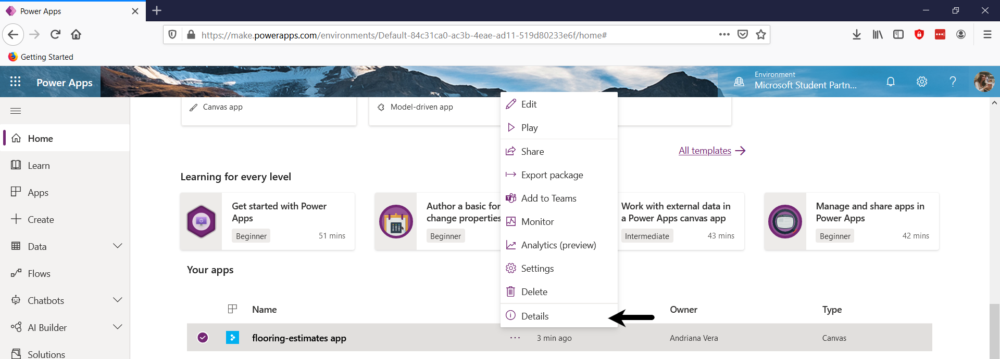 Power Apps
https://make.powerapps.com/environments/Default-84c31ca0-ac3b-4eae-ad11-519d80233e6f/home#
Getting Started
Power Apps
Environment
Microsoft Student Partn...
Canvas app
Model-driven app
Home
Learn
Apps
Create
Data
Flows
Chatbots
AI Builder
Solutions
All templates
Learning for every level
Get started with Power
Apps
Beginner 51 mins
Author a basic for
change properties
Beginner
Work with external data in
a Power Apps canvas app
Intermediate 43 mins
Manage and share apps in
Power Apps
Beginner 42 mins
Edit
Play
Share
Export package
Add to Teams
Monitor
Analytics (preview)
Settings
Delete
Details
Your apps
Name Owner Type
flooring-estimates app ... 3 min ago Andriana Vera Canvas